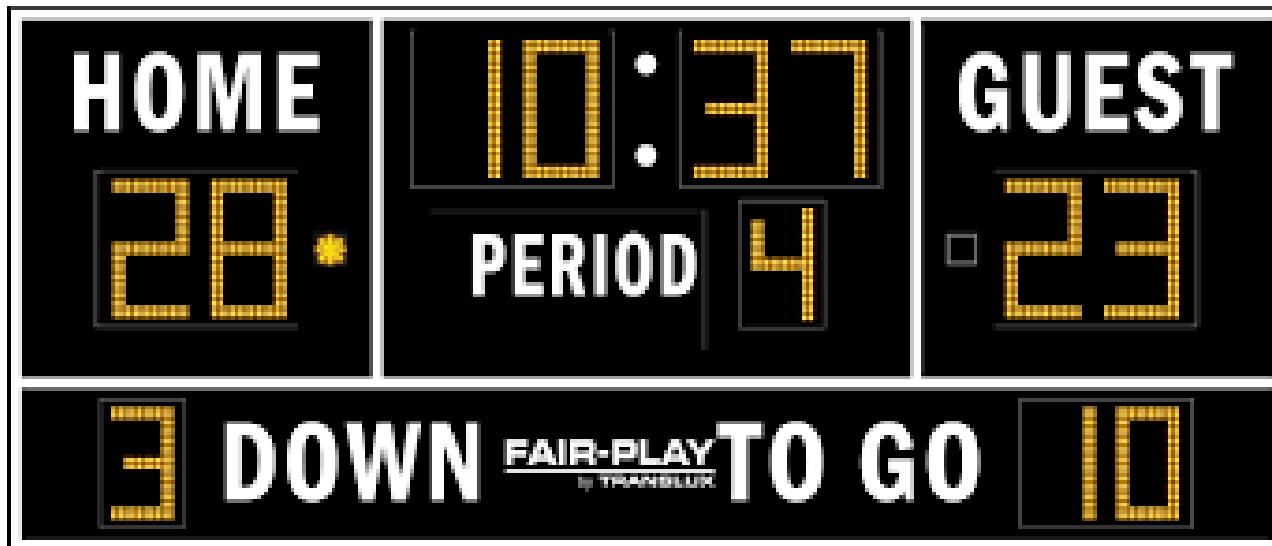 HOME 10:37 GUEST
28 * PERIOD 4 23
3 DOWN FAIR-PLAY TO GO 10
by TRANS-LUX